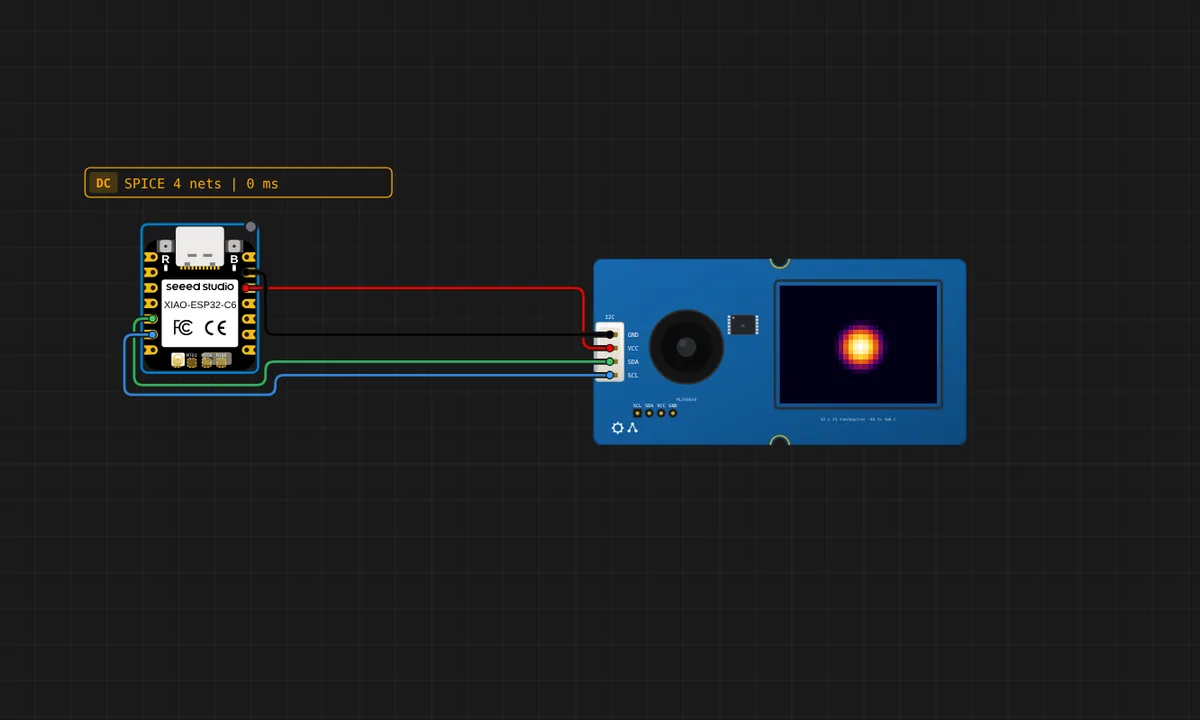 DC SPICE 4 nets | 0 ms
R B
seeed studio
XIAO-ESP32-C6
FC CE
I2C
GND
VCC
SDA
SCL
MLX90640
SCL SDA VCC GND